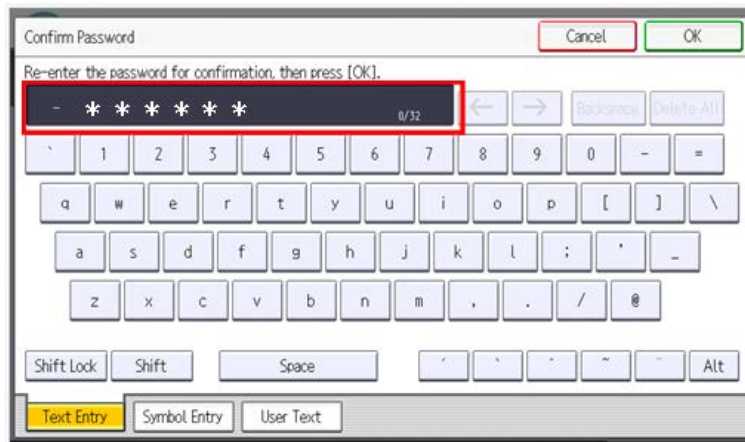 Confirm Password Cancel OK
Re-enter the password for confirmation, then press [OK].
- * * * * * * 0/32 ← → Backspace Delete All
` 1 2 3 4 5 6 7 8 9 0 - =
q w e r t y u i o p [ ] \
a s d f g h j k l ; ' _
z x c v b n m , . / @
Shift Lock Shift Space ´ ` ^ ~ ¨ Alt
Text Entry Symbol Entry User Text